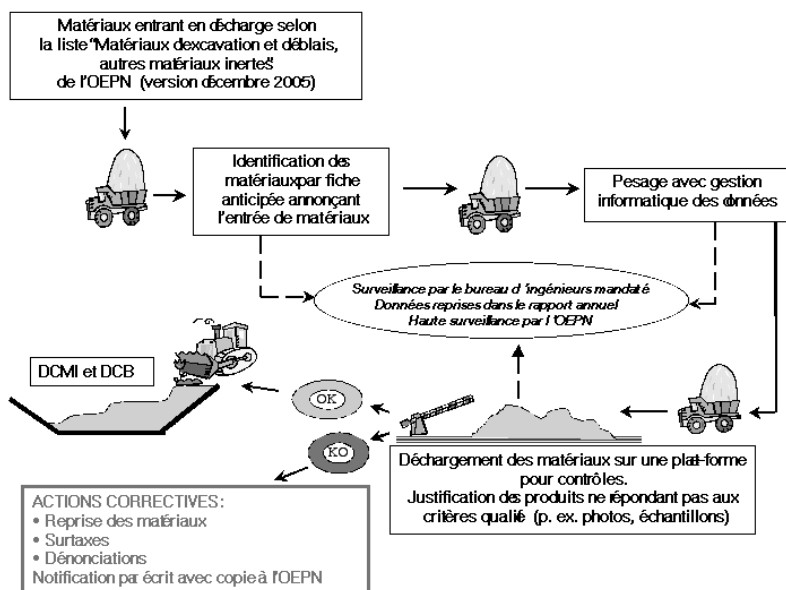 Matériaux entrant en décharge selon
la liste "Matériaux dexcavation et déblais,
autres matériaux inertes"
de l'OEPN (version décembre 2005)
Identification des
matériauxpar fiche
anticipée annonçant
l'entrée de matériaux
Pesage avec gestion
informatique des données
Surveillance par le bureau d 'ingénieurs mandaté
Données reprises dans le rapport annuel
Haute surveillance par l 'OEPN
DCMI et DCB
OK
KO
Déchargement des matériaux sur une plat-forme
pour contrôles.
Justification des produits ne répondant pas aux
critères qualité (p. ex. photos, échantillons)
ACTIONS CORRECTIVES:
• Reprise des matériaux
• Surtaxes
• Dénonciations
Notification par écrit avec copie à l'OEPN